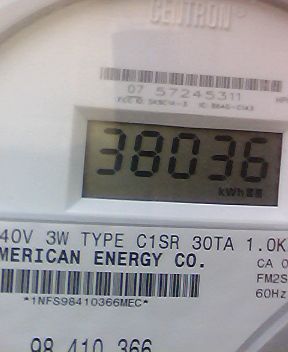 CENTRON®
07 57245311
38036
kWh
40V 3W TYPE C1SR 30TA 1.0K
MERICAN ENERGY CO.
CA 0
FM2S
60Hz
*1NFS98410366MEC*
98 410 366